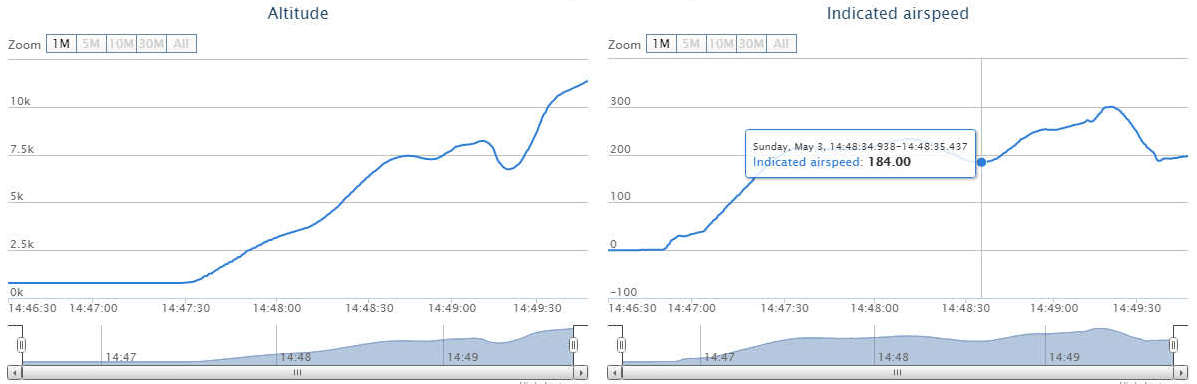 Altitude
Zoom 1M 5M 10M 30M All
10k
7.5k
5k
2.5k
0k
14:46:30 14:47:00 14:47:30 14:48:00 14:48:30 14:49:00 14:49:30
14:47 14:48 14:49
Indicated airspeed
Zoom 1M 5M 10M 30M All
300
200
100
0
-100
Sunday, May 3, 14:48:34.938-14:48:35.437
Indicated airspeed: 184.00
14:46:30 14:47:00 14:47:30 14:48:00 14:48:30 14:49:00 14:49:30
14:47 14:48 14:49